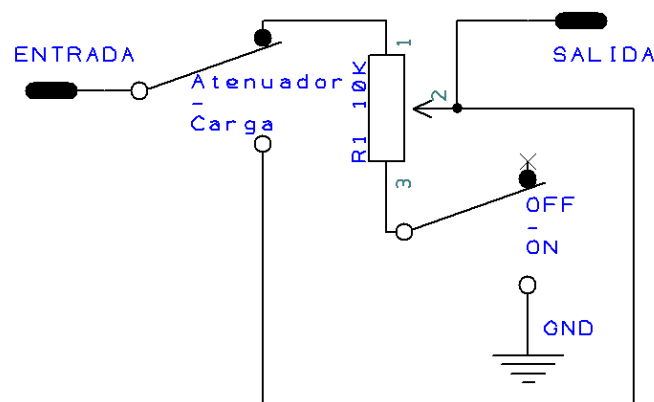 ENTRADA
SALIDA
Atenuador
-
Carga
R1 10K
1
2
3
OFF
-
ON
GND